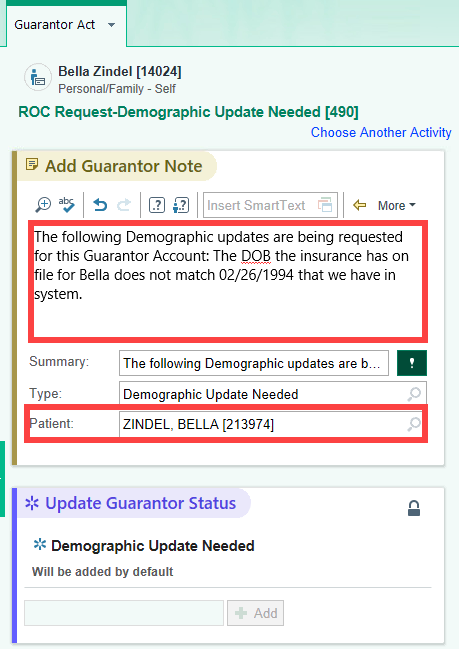 Guarantor Act
Bella Zindel [14024]
Personal/Family - Self
ROC Request-Demographic Update Needed [490]
Choose Another Activity
Add Guarantor Note
abc
Insert SmartText
More
The following Demographic updates are being requested
for this Guarantor Account: The DOB the insurance has on
file for Bella does not match 02/26/1994 that we have in
system.
Summary: The following Demographic updates are b...
Type: Demographic Update Needed
Patient: ZINDEL, BELLA [213974]
Update Guarantor Status
Demographic Update Needed
Will be added by default
Add